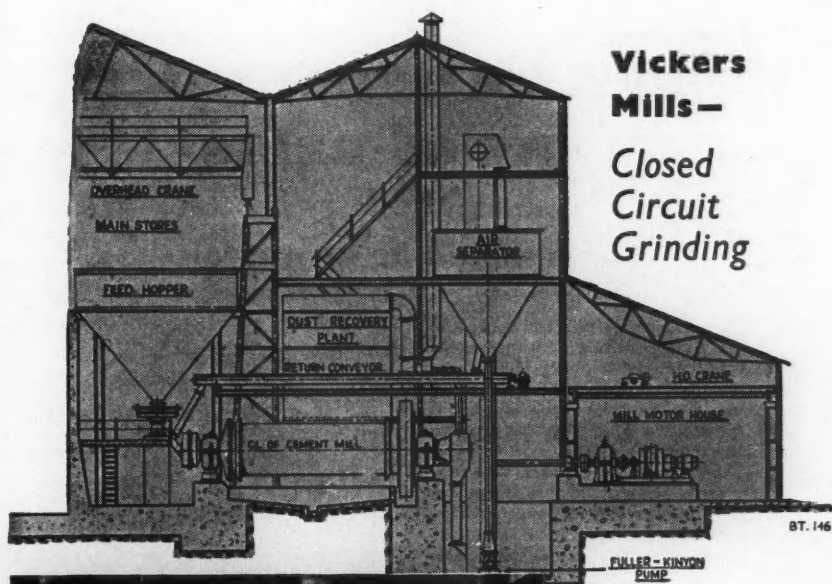 Vickers
Mills—
Closed
Circuit
Grinding
OVERHEAD CRANE
MAIN STORES
FEED HOPPER
AIR
SEPARATOR
DUST RECOVERY
PLANT.
RETURN CONVEYOR
H.O. CRANE
MILL MOTOR HOUSE
C/L OF CEMENT MILL
BT. 146
FULLER-KINYON
PUMP